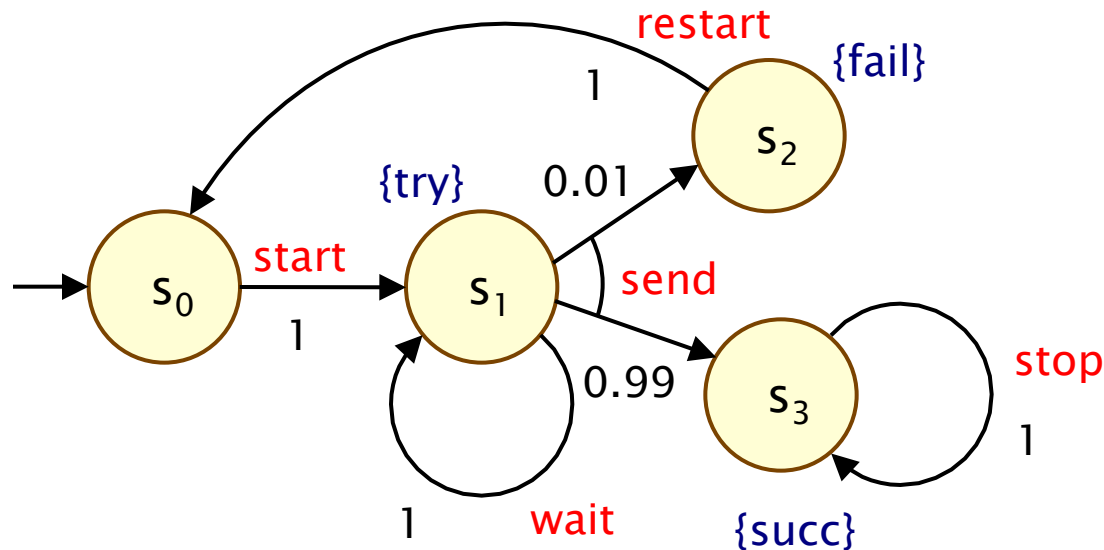 restart
1
{fail}
s₂
{try}
0.01
start
s₀
1
s₁
send
0.99
s₃
stop
1
1
wait
{succ}